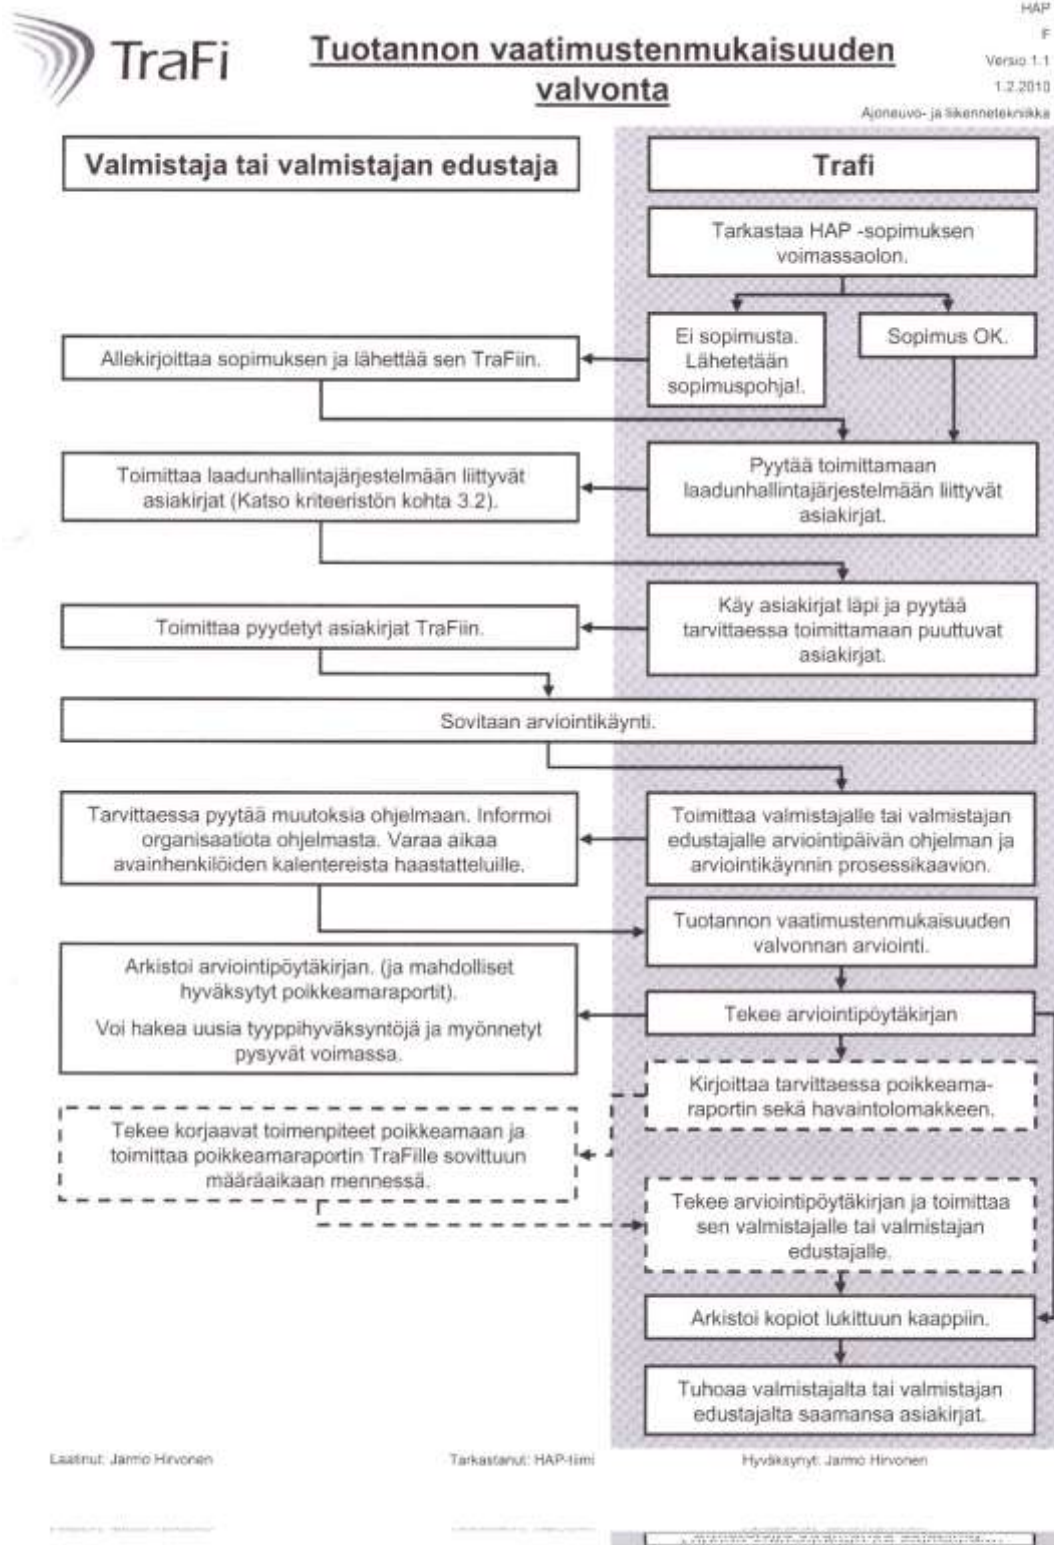 TraFi
Tuotannon vaatimustenmukaisuuden
valvonta
HAP
F
Versio 1.1
1.2.2010
Ajoneuvo- ja liikennetekniikka
Valmistaja tai valmistajan edustaja
Trafi
Tarkastaa HAP -sopimuksen
voimassaolon.
Ei sopimusta.
Lähetetään
sopimuspohja!.
Sopimus OK.
Allekirjoittaa sopimuksen ja lähettää sen TraFiin.
Pyytää toimittamaan
laadunhallintajärjestelmään liittyvät
asiakirjat.
Toimittaa laadunhallintajärjestelmään liittyvät
asiakirjat (Katso kriteeristön kohta 3.2).
Käy asiakirjat läpi ja pyytää
tarvittaessa toimittamaan puuttuvat
asiakirjat.
Toimittaa pyydetyt asiakirjat TraFiin.
Sovitaan arviointikäynti.
Tarvittaessa pyytää muutoksia ohjelmaan. Informoi
organisaatiota ohjelmasta. Varaa aikaa
avainhenkilöiden kalentereista haastatteluille.
Toimittaa valmistajalle tai valmistajan
edustajalle arviointipäivän ohjelman ja
arviointikäynnin prosessikaavion.
Tuotannon vaatimustenmukaisuuden
valvonnan arviointi.
Arkistoi arviointipöytäkirjan. (ja mahdolliset
hyväksytyt poikkeamaraportit).
Voi hakea uusia tyyppihyväksyntöjä ja myönnetyt
pysyvät voimassa.
Tekee arviointipöytäkirjan
Kirjoittaa tarvittaessa poikkeama-
raportin sekä havaintolomakkeen.
Tekee korjaavat toimenpiteet poikkeamaan ja
toimittaa poikkeamaraportin TraFille sovittuun
määräaikaan mennessä.
Tekee arviointipöytäkirjan ja toimittaa
sen valmistajalle tai valmistajan
edustajalle.
Arkistoi kopiot lukittuun kaappiin.
Tuhoaa valmistajalta tai valmistajan
edustajalta saamansa asiakirjat.
Laatinut: Jarmo Hirvonen
Tarkastanut: HAP-tiimi
Hyväksynyt: Jarmo Hirvonen